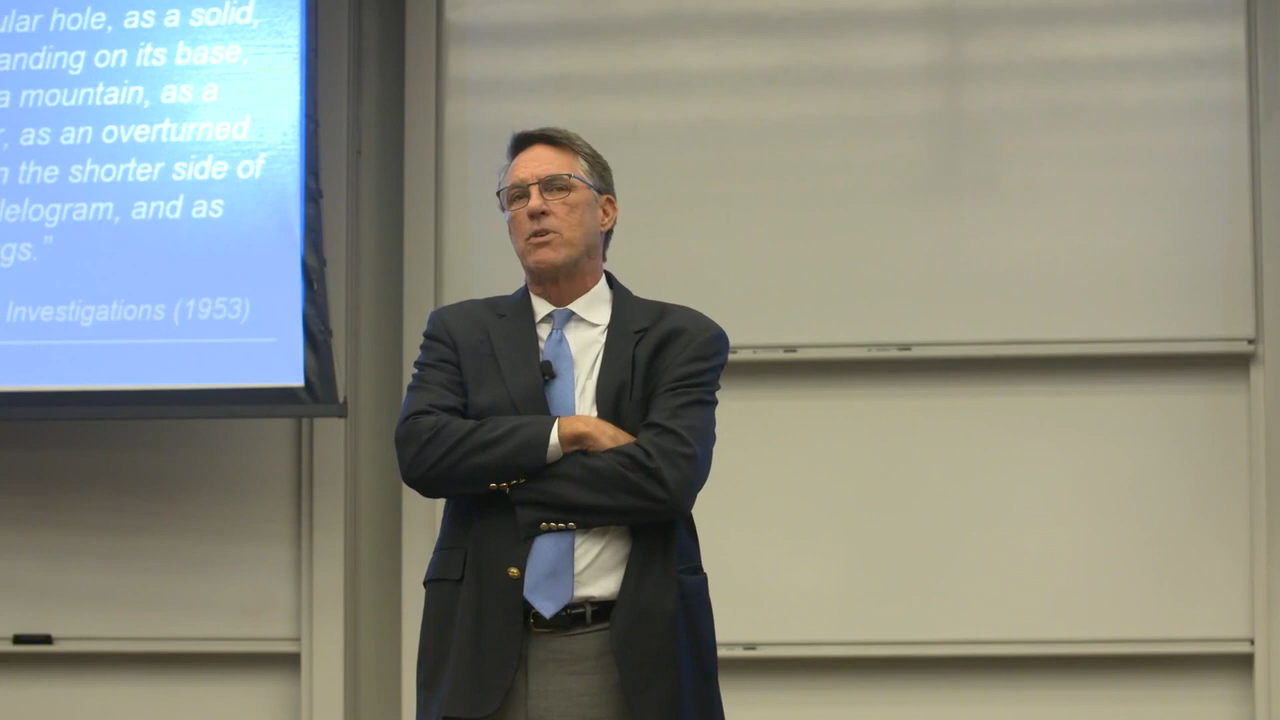 ular hole, as a solid,
anding on its base,
a mountain, as a
r, as an overturned
n the shorter side of
lelogram, and as
gs."
Investigations (1953)